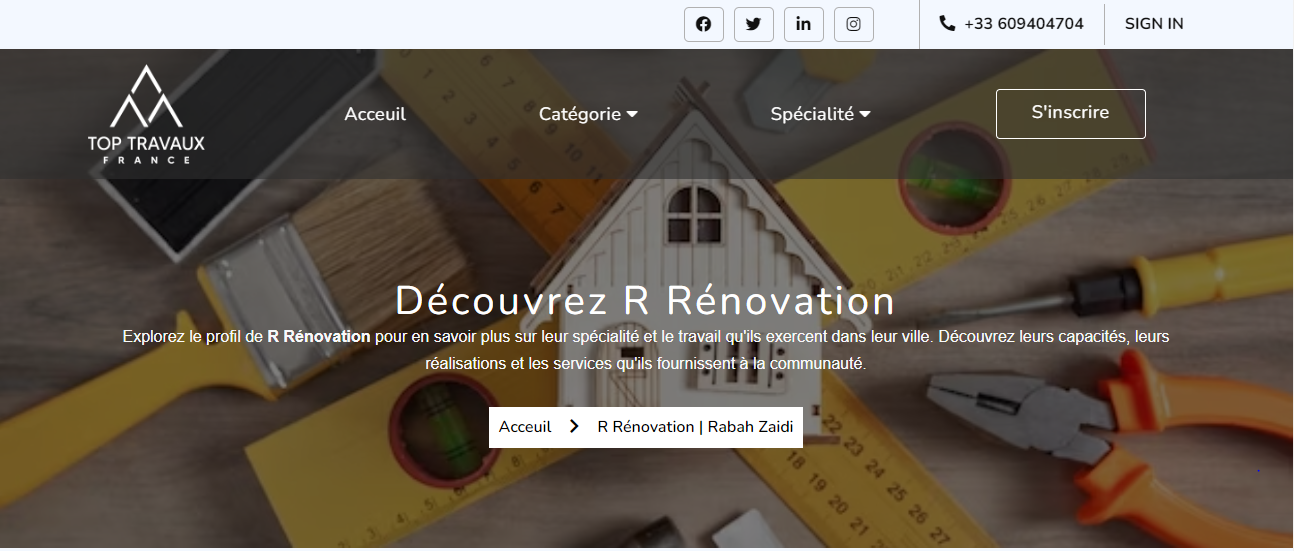 +33 609404704
SIGN IN
TOP TRAVAUX
FRANCE
Acceuil
Catégorie
Spécialité
S'inscrire
Découvrez R Rénovation
Explorez le profil de R Rénovation pour en savoir plus sur leur spécialité et le travail qu'ils exercent dans leur ville. Découvrez leurs capacités, leurs
réalisations et les services qu'ils fournissent à la communauté.
Acceuil
R Rénovation | Rabah Zaidi